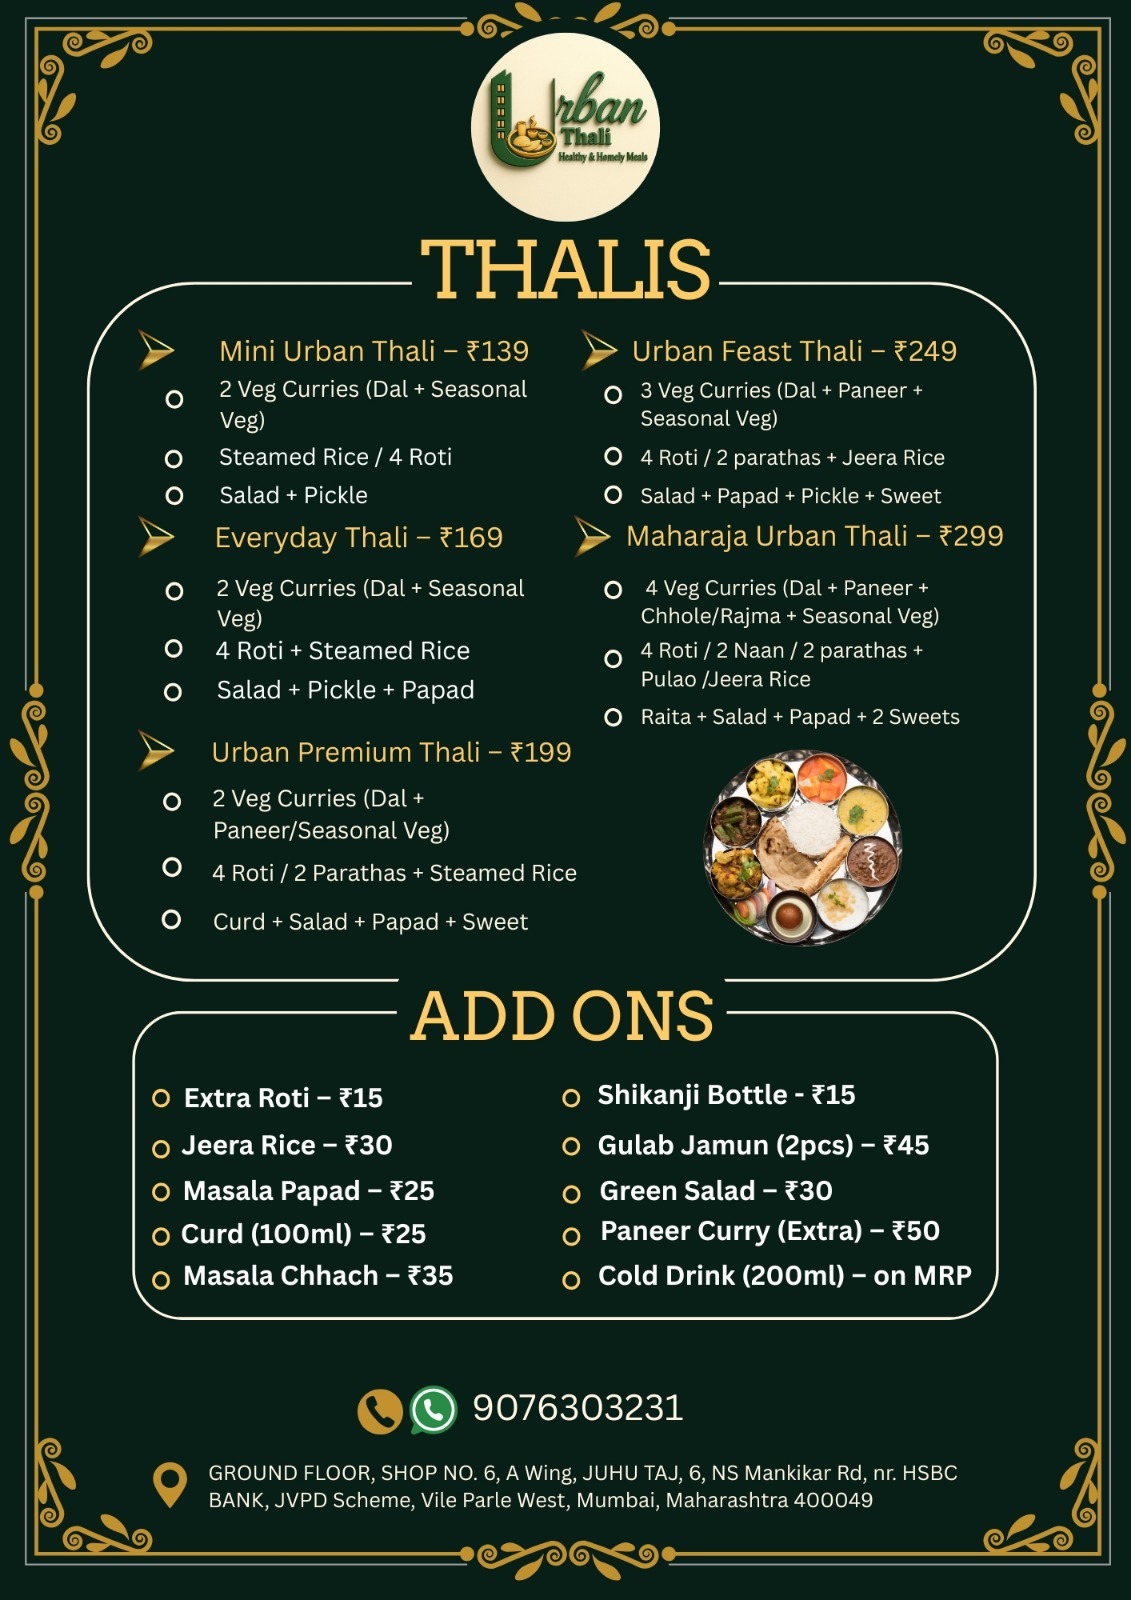 Urban
Thali
Healthy & Homely Meals
THALIS
Mini Urban Thali – ₹139
2 Veg Curries (Dal + Seasonal
Veg)
Steamed Rice / 4 Roti
Salad + Pickle
Everyday Thali – ₹169
2 Veg Curries (Dal + Seasonal
Veg)
4 Roti + Steamed Rice
Salad + Pickle + Papad
Urban Premium Thali – ₹199
2 Veg Curries (Dal +
Paneer/Seasonal Veg)
4 Roti / 2 Parathas + Steamed Rice
Curd + Salad + Papad + Sweet
Urban Feast Thali – ₹249
3 Veg Curries (Dal + Paneer +
Seasonal Veg)
4 Roti / 2 parathas + Jeera Rice
Salad + Papad + Pickle + Sweet
Maharaja Urban Thali – ₹299
4 Veg Curries (Dal + Paneer +
Chhole/Rajma + Seasonal Veg)
4 Roti / 2 Naan / 2 parathas +
Pulao /Jeera Rice
Raita + Salad + Papad + 2 Sweets
ADD ONS
Extra Roti – ₹15
Jeera Rice – ₹30
Masala Papad – ₹25
Curd (100ml) – ₹25
Masala Chhach – ₹35
Shikanji Bottle - ₹15
Gulab Jamun (2pcs) – ₹45
Green Salad – ₹30
Paneer Curry (Extra) – ₹50
Cold Drink (200ml) – on MRP
9076303231
GROUND FLOOR, SHOP NO. 6, A Wing, JUHU TAJ, 6, NS Mankikar Rd, nr. HSBC
BANK, JVPD Scheme, Vile Parle West, Mumbai, Maharashtra 400049